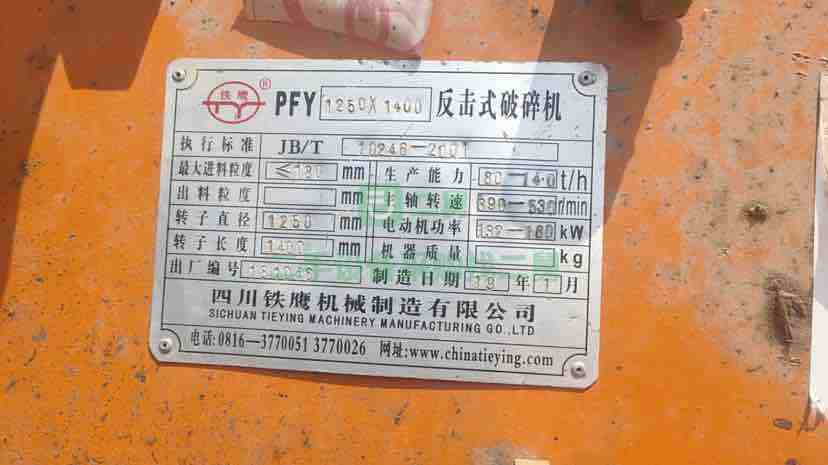 铁鹰 ® PFY 1250X1400 反击式破碎机
执行标准 JB/T 10246-2001
最大进料粒度 mm 生产能力 80-140 t/h
出料粒度 mm 主轴转速 390-530 r/min
转子直径 1250 mm 电动机功率 132-160 kW
转子长度 1400 mm 机器质量 kg
出厂编号 制造日期 18 年 1 月
四川铁鹰机械制造有限公司
SICHUAN TIEYING MACHINERY MANUFACTURING GO.,LTD
电话:0816-3770051 3770026 网址:www.chinatieying.com